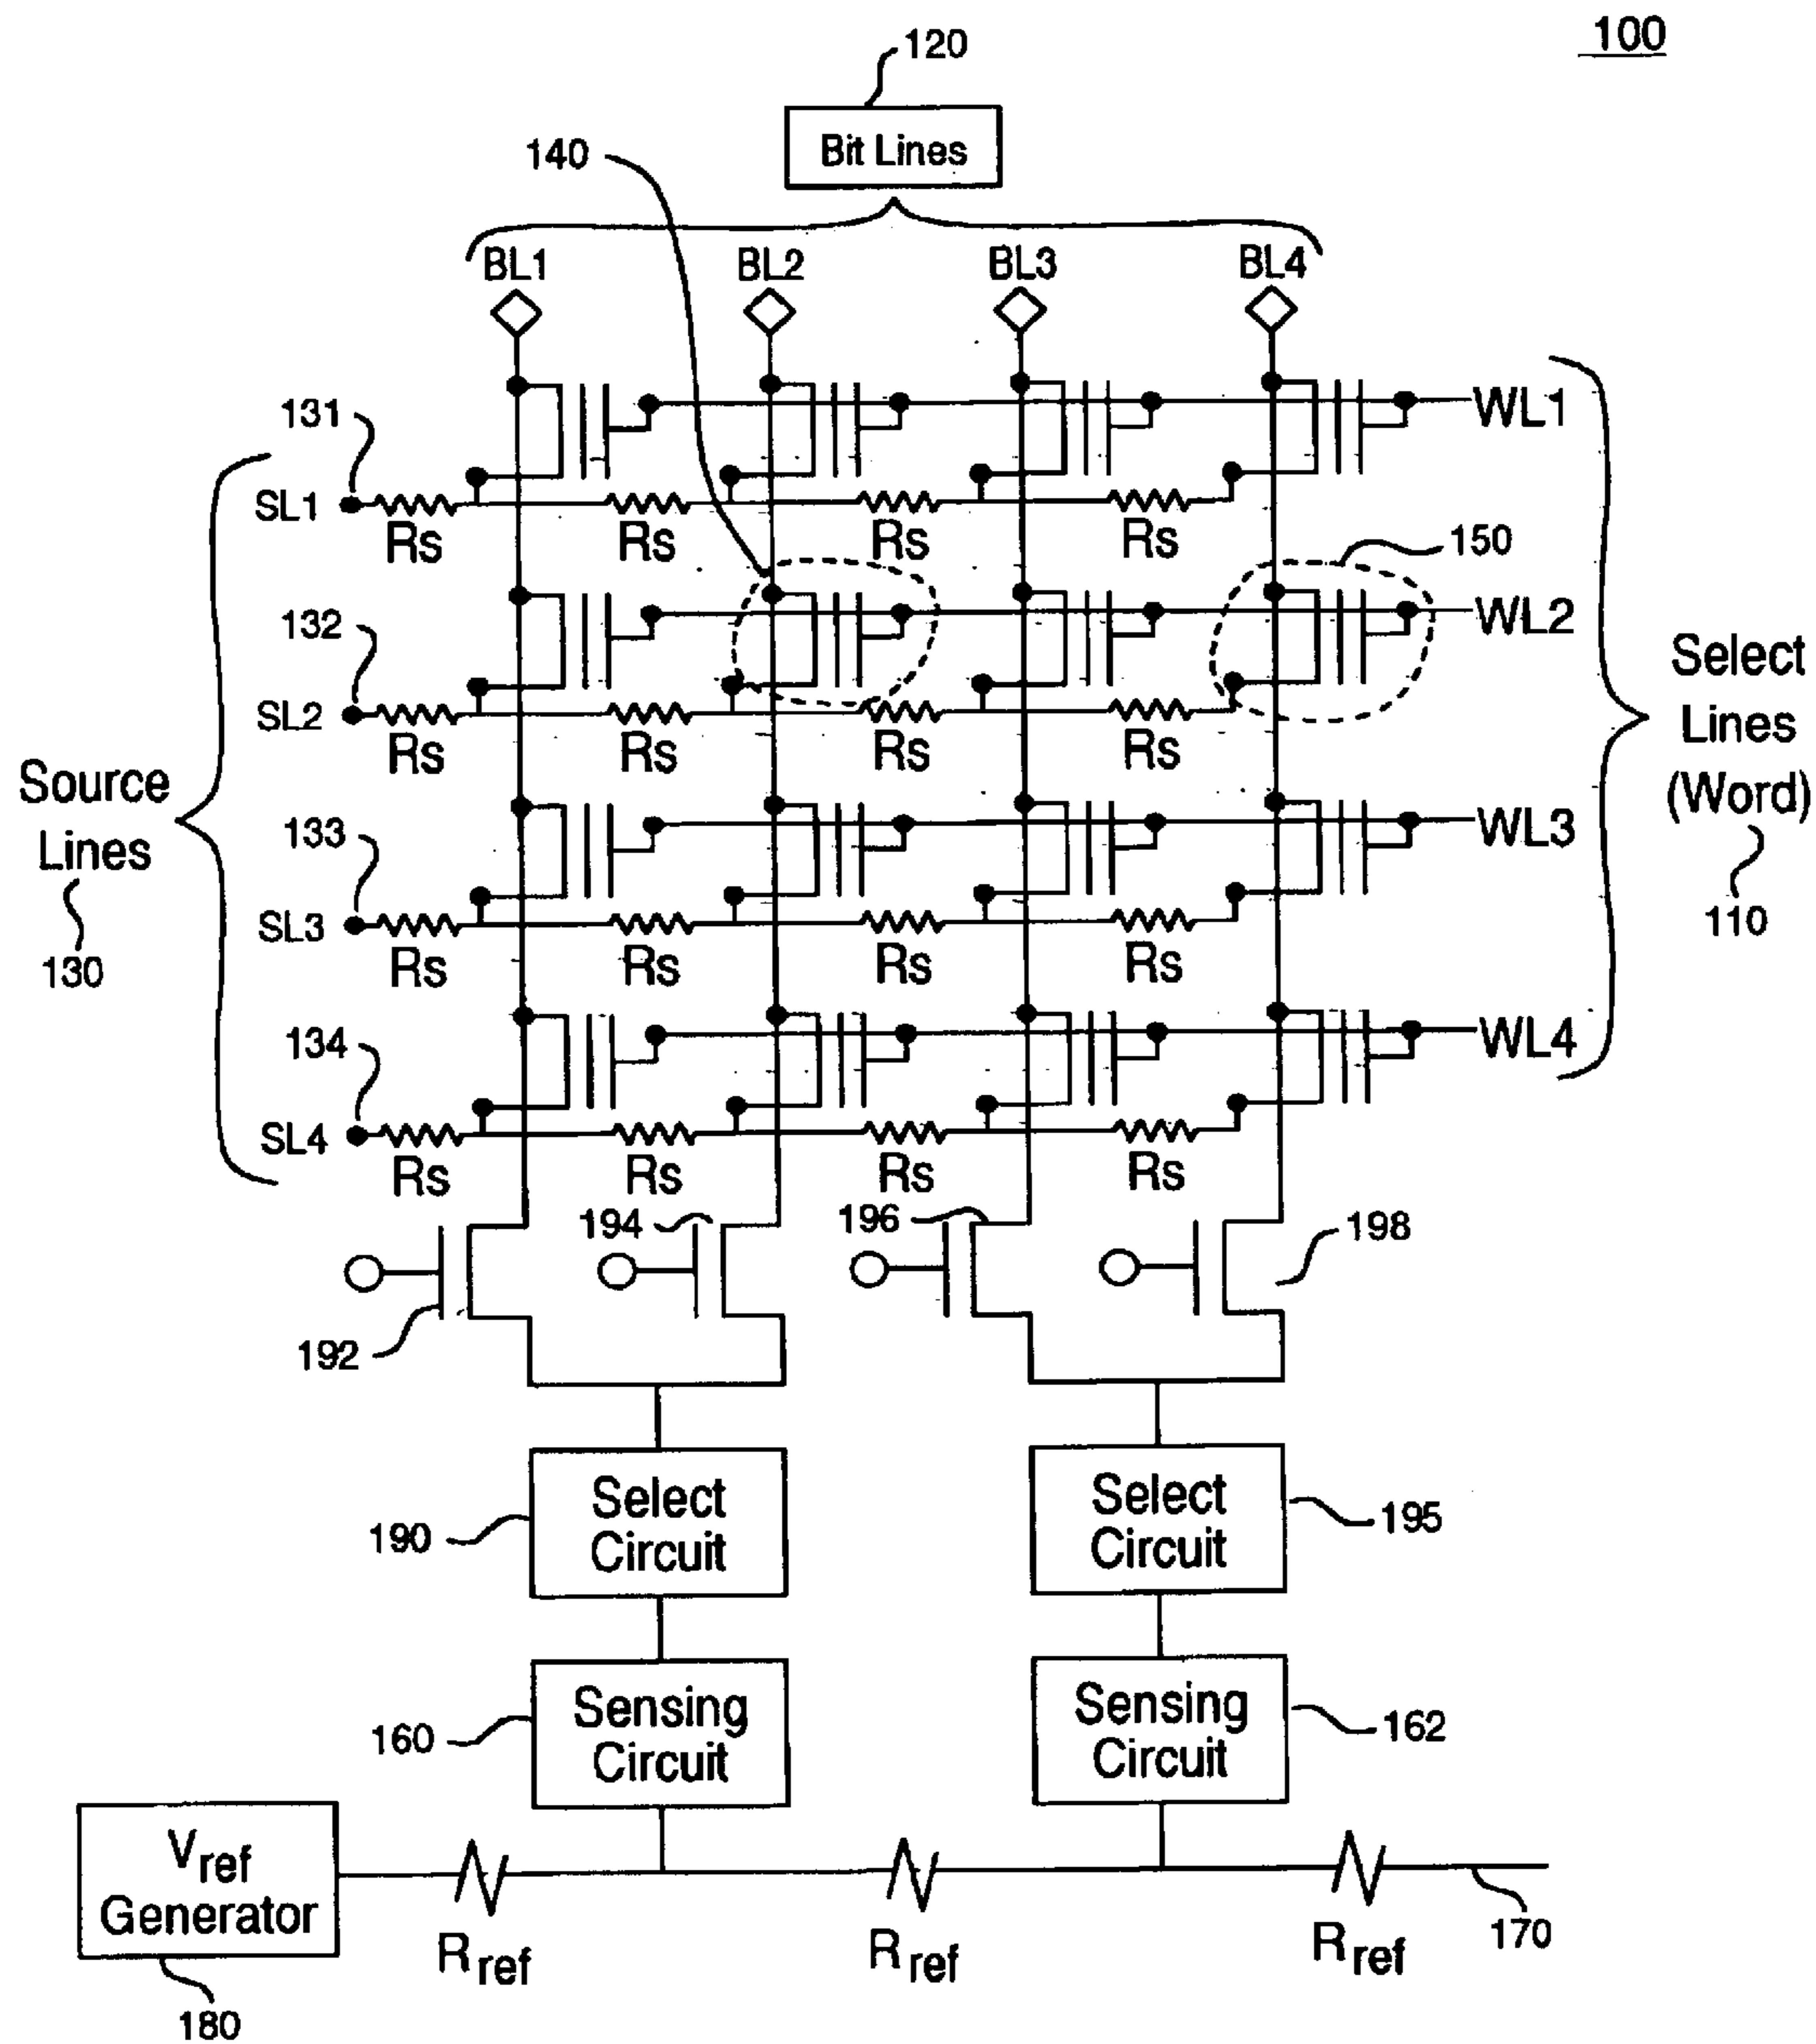 100
120
Bit Lines
140
BL1 BL2 BL3 BL4
131
WL1
SL1
Rs Rs Rs Rs
150
132
WL2
SL2
Rs Rs Rs Rs
Select
Lines
(Word)
110
Source
Lines
130
133
WL3
SL3
Rs Rs Rs Rs
134
WL4
SL4
Rs Rs Rs Rs
194 196 198
192
Select
Circuit
190
Select
Circuit
195
Sensing
Circuit
160
Sensing
Circuit
162
Vref
Generator
180
Rref Rref Rref
170